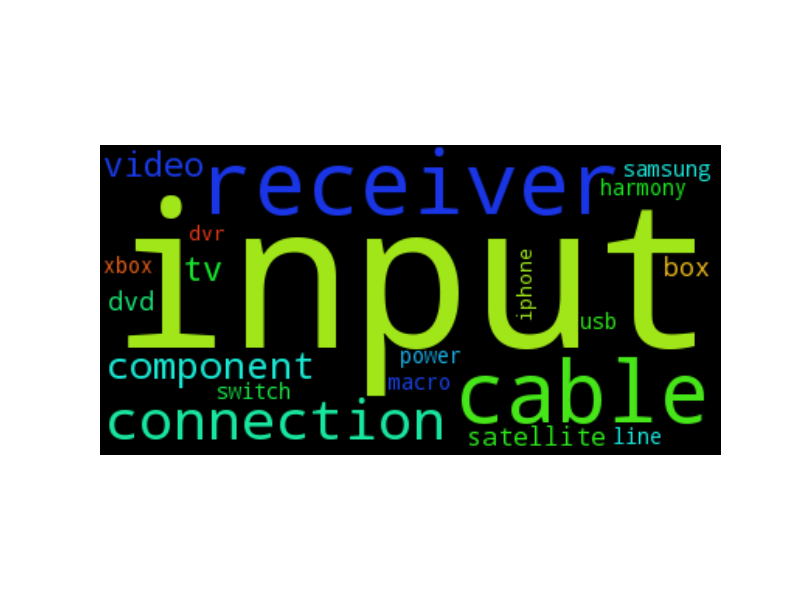 video
receiver
samsung
harmony
input
dvr
xbox
tv
iphone
box
dvd
usb
component
power
cable
switch
macro
connection
satellite
line